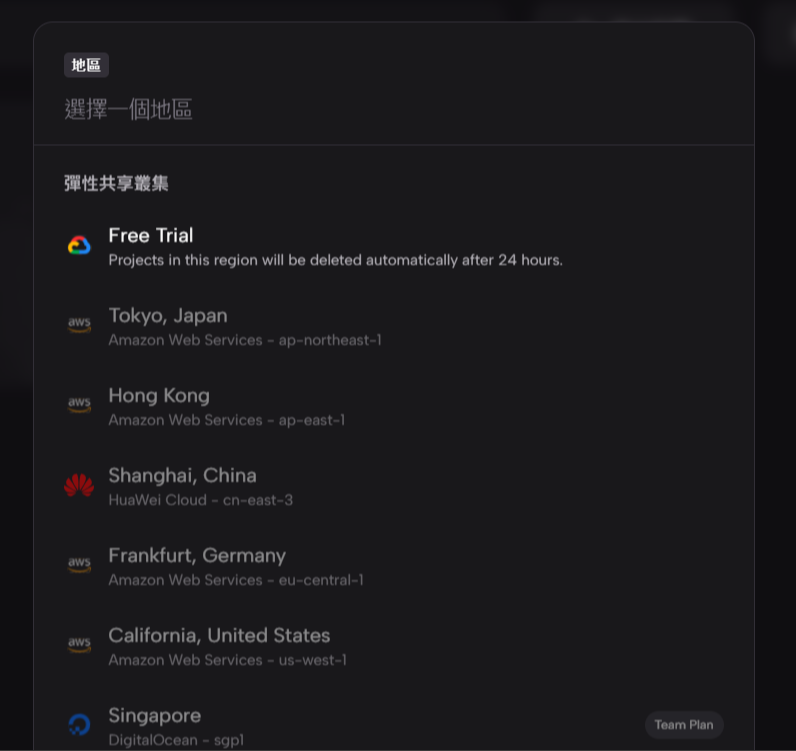 地區
選擇一個地區
彈性共享叢集
Free Trial
Projects in this region will be deleted automatically after 24 hours.
aws
Tokyo, Japan
Amazon Web Services - ap-northeast-1
aws
Hong Kong
Amazon Web Services - ap-east-1
Shanghai, China
HuaWei Cloud - cn-east-3
aws
Frankfurt, Germany
Amazon Web Services - eu-central-1
aws
California, United States
Amazon Web Services - us-west-1
Singapore
Team Plan
DigitalOcean - sgp1